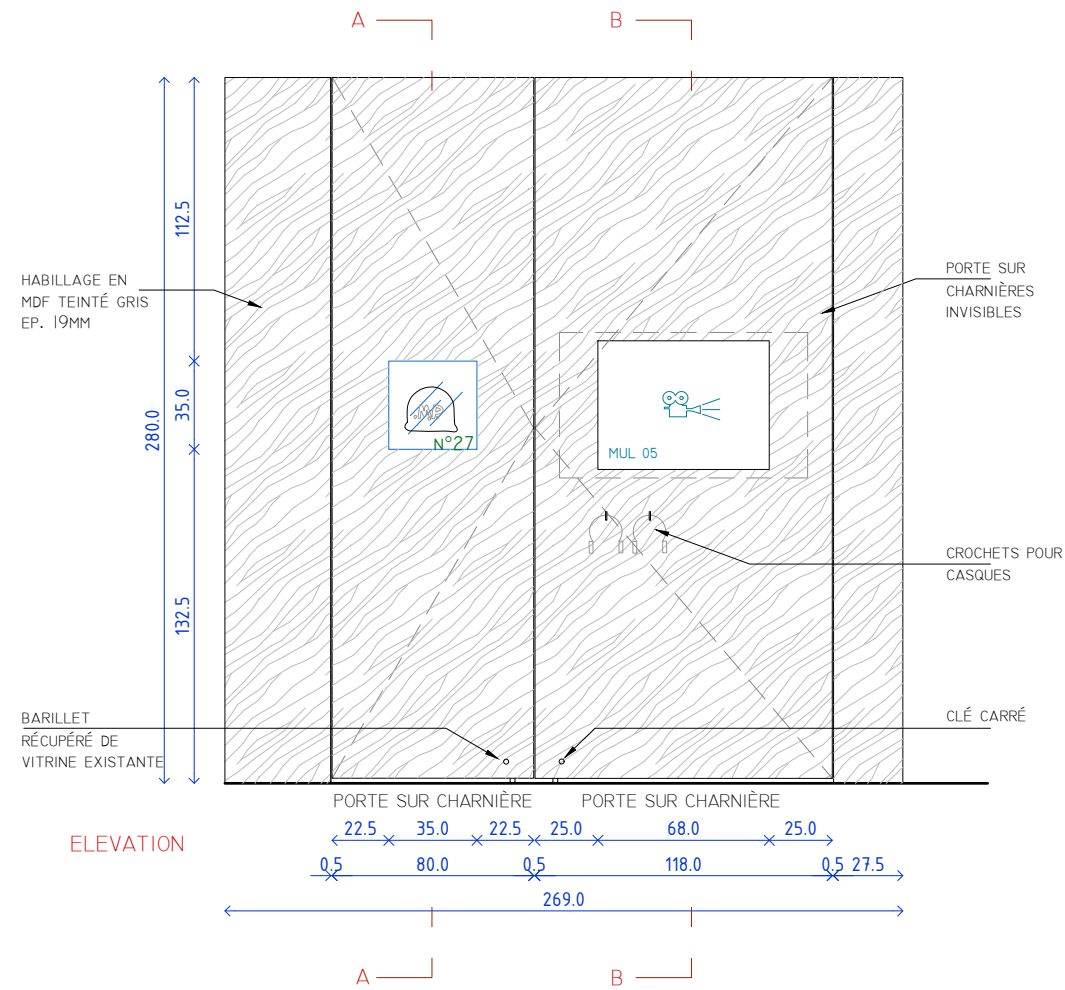 A
B
112.5
35.0
280.0
132.5
HABILLAGE EN
MDF TEINTÉ GRIS
EP. 19MM
PORTE SUR
CHARNIÈRES
INVISIBLES
.MP
N°27
MUL 05
CROCHETS POUR
CASQUES
BARILLET
RÉCUPÉRÉ DE
VITRINE EXISTANTE
CLÉ CARRÉ
PORTE SUR CHARNIÈRE
PORTE SUR CHARNIÈRE
ELEVATION
22.5 35.0 22.5 25.0 68.0 25.0
0.5 80.0 0.5 118.0 0.5 27.5
269.0
A
B